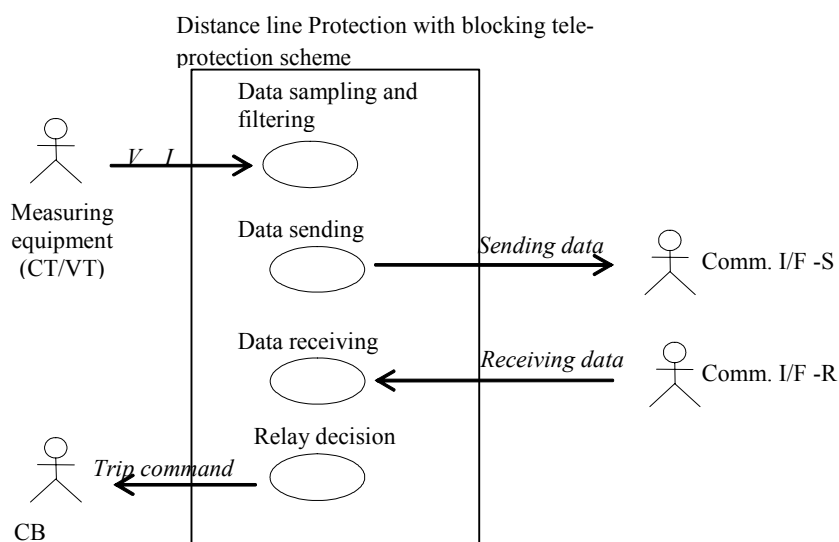 Distance line Protection with blocking tele-
protection scheme
Data sampling and
filtering
V I
Measuring
equipment
(CT/VT)
Data sending
Sending data
Comm. I/F -S
Data receiving
Receiving data
Comm. I/F -R
Relay decision
Trip command
CB